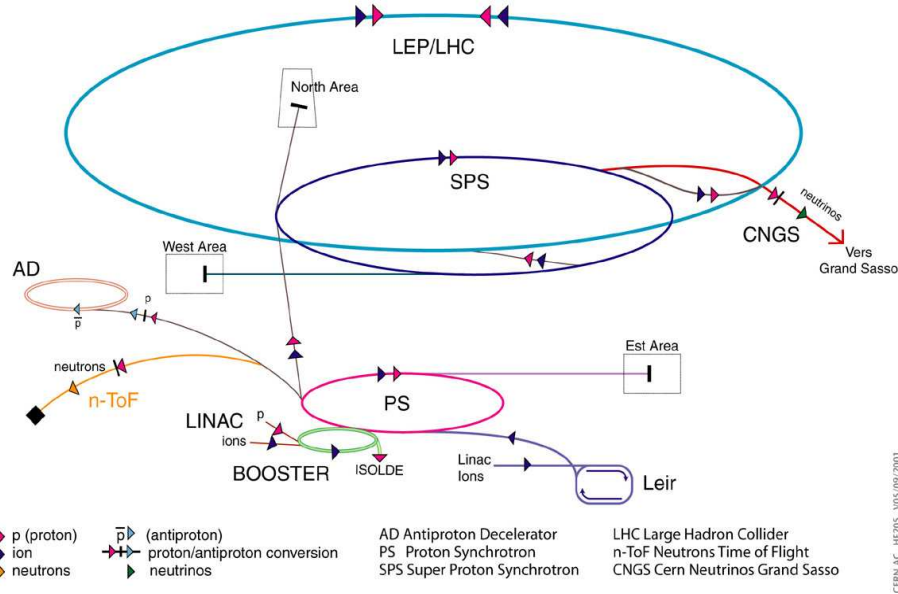 LEP/LHC
North Area
SPS
neutrinos
CNGS
West Area
Vers
Grand Sasso
AD
p
p̅
neutrons
n-ToF
Est Area
PS
LINAC
p
ions
BOOSTER
ISOLDE
Linac
Ions
Leir
p (proton)
ion
neutrons
p̅ (antiproton)
proton/antiproton conversion
neutrinos
AD Antiproton Decelerator
PS Proton Synchrotron
SPS Super Proton Synchrotron
LHC Large Hadron Collider
n-ToF Neutrons Time of Flight
CNGS Cern Neutrinos Grand Sasso